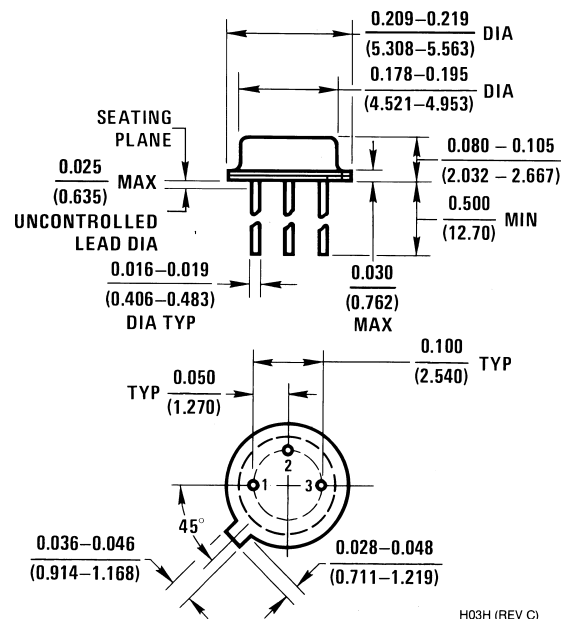 0.209–0.219
(5.308–5.563)
DIA
0.178–0.195
(4.521–4.953)
DIA
SEATING
PLANE
0.025
(0.635)
MAX
UNCONTROLLED
LEAD DIA
0.080 – 0.105
(2.032 – 2.667)
0.500
(12.70)
MIN
0.016–0.019
(0.406–0.483)
DIA TYP
0.030
(0.762)
MAX
0.100
(2.540)
TYP
TYP
0.050
(1.270)
2
1
3
45°
0.036–0.046
(0.914–1.168)
0.028–0.048
(0.711–1.219)
H03H (REV C)